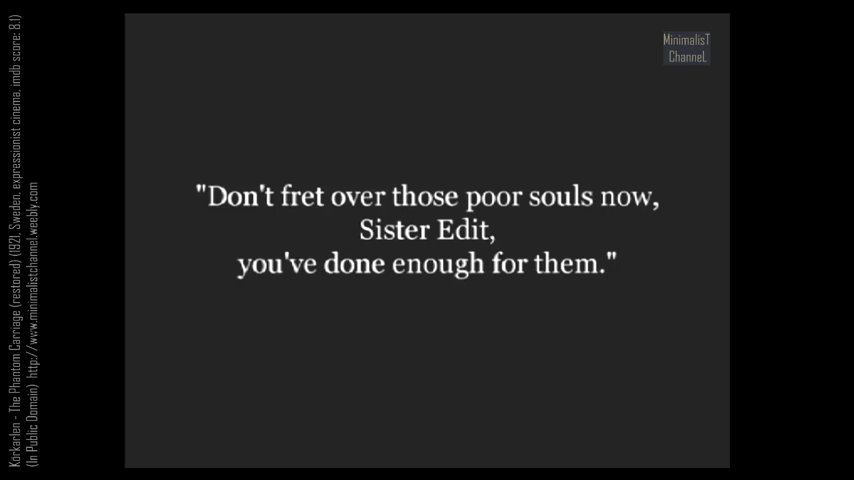 MinimalisT
ChanneL
"Don't fret over those poor souls now,
Sister Edit,
you've done enough for them."
Körkarlen - The Phantom Carriage (restored) (1921, Sweden, expressionist cinema, imdb score: 8.1)
(In Public Domain) http://www.minimalistchannel.weebly.com